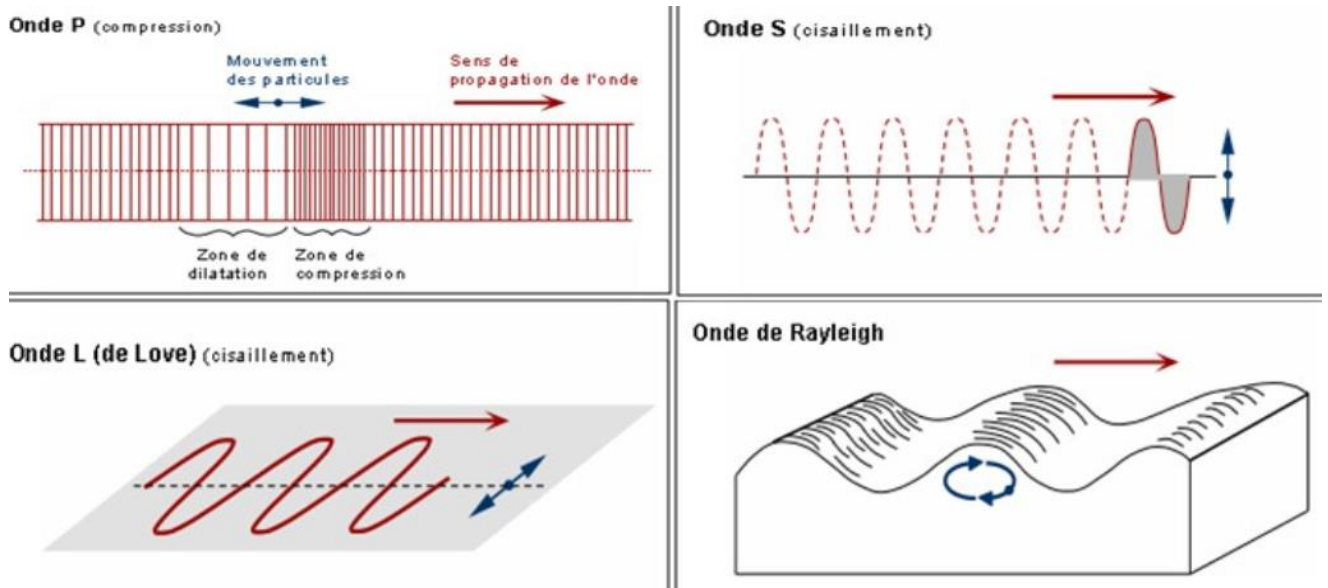 Onde P (compression)
Mouvement
des particules
Sens de
propagation de l'onde
Zone de
dilatation
Zone de
compression
Onde S (cisaillement)
Onde L (de Love) (cisaillement)
Onde de Rayleigh